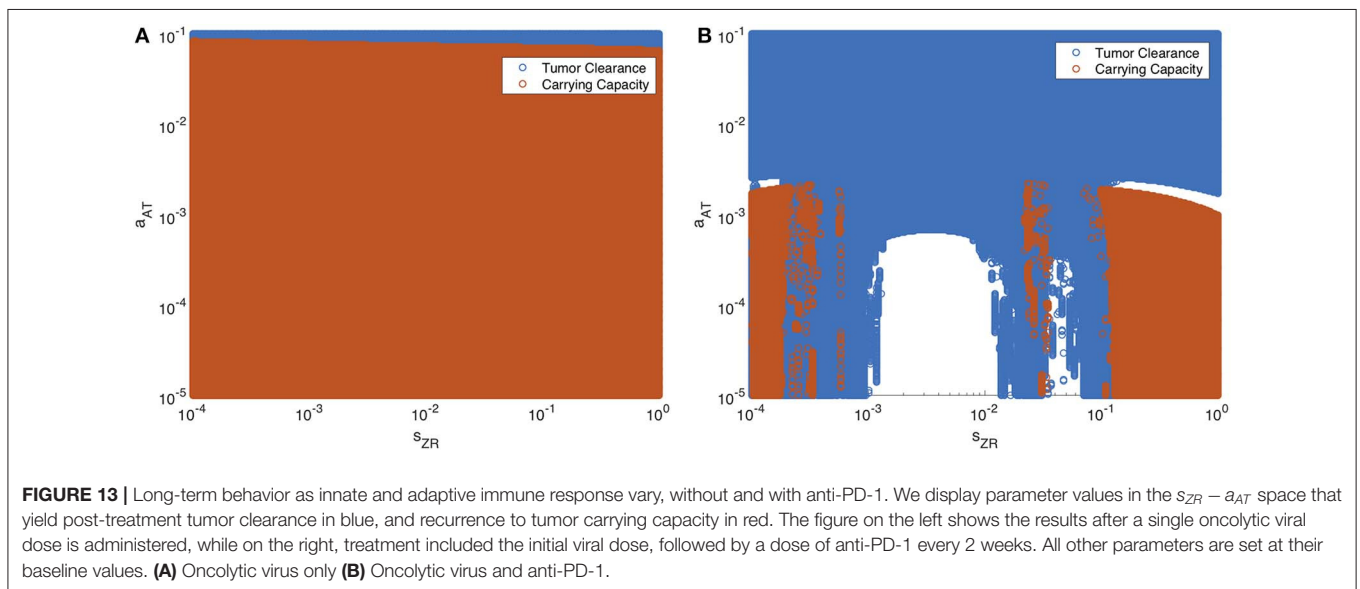 A
B
10^-1
10^-2
10^-3
10^-4
10^-5
a_AT
Tumor Clearance
Carrying Capacity
10^-4
10^-3
10^-2
10^-1
10^0
s_ZR
10^-1
10^-2
10^-3
10^-4
10^-5
a_AT
Tumor Clearance
Carrying Capacity
10^-4
10^-3
10^-2
10^-1
10^0
s_ZR
FIGURE 13 | Long-term behavior as innate and adaptive immune response vary, without and with anti-PD-1. We display parameter values in the s_ZR – a_AT space that
yield post-treatment tumor clearance in blue, and recurrence to tumor carrying capacity in red. The figure on the left shows the results after a single oncolytic viral
dose is administered, while on the right, treatment included the initial viral dose, followed by a dose of anti-PD-1 every 2 weeks. All other parameters are set at their
baseline values. (A) Oncolytic virus only (B) Oncolytic virus and anti-PD-1.